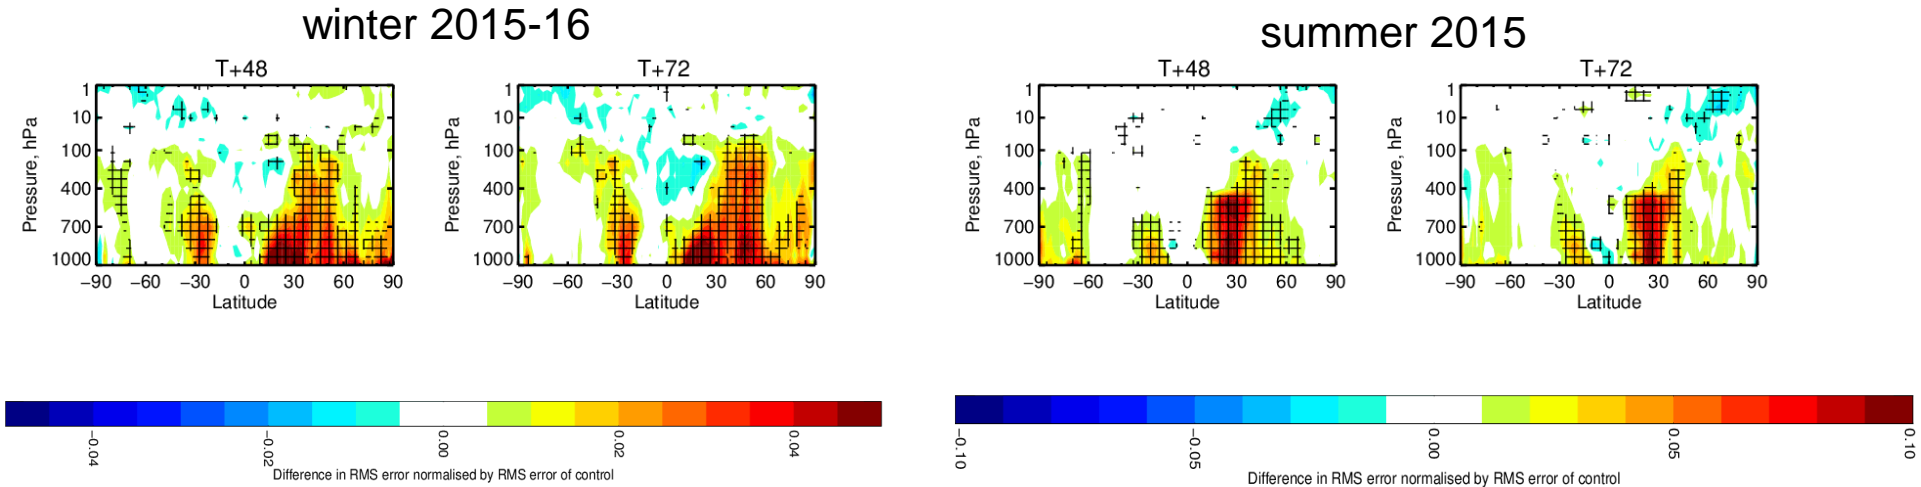 winter 2015-16
summer 2015
T+48
T+72
T+48
T+72
Pressure, hPa
1
10
100
400
700
1000
−90 −60 −30 0 30 60 90
Latitude
Pressure, hPa
1
10
100
400
700
1000
−90 −60 −30 0 30 60 90
Latitude
Pressure, hPa
1
10
100
400
700
1000
−90 −60 −30 0 30 60 90
Latitude
Pressure, hPa
1
10
100
400
700
1000
−90 −60 −30 0 30 60 90
Latitude
−0.04 −0.02 0.00 0.02 0.04
Difference in RMS error normalised by RMS error of control
−0.10 −0.05 0.00 0.05 0.10
Difference in RMS error normalised by RMS error of control